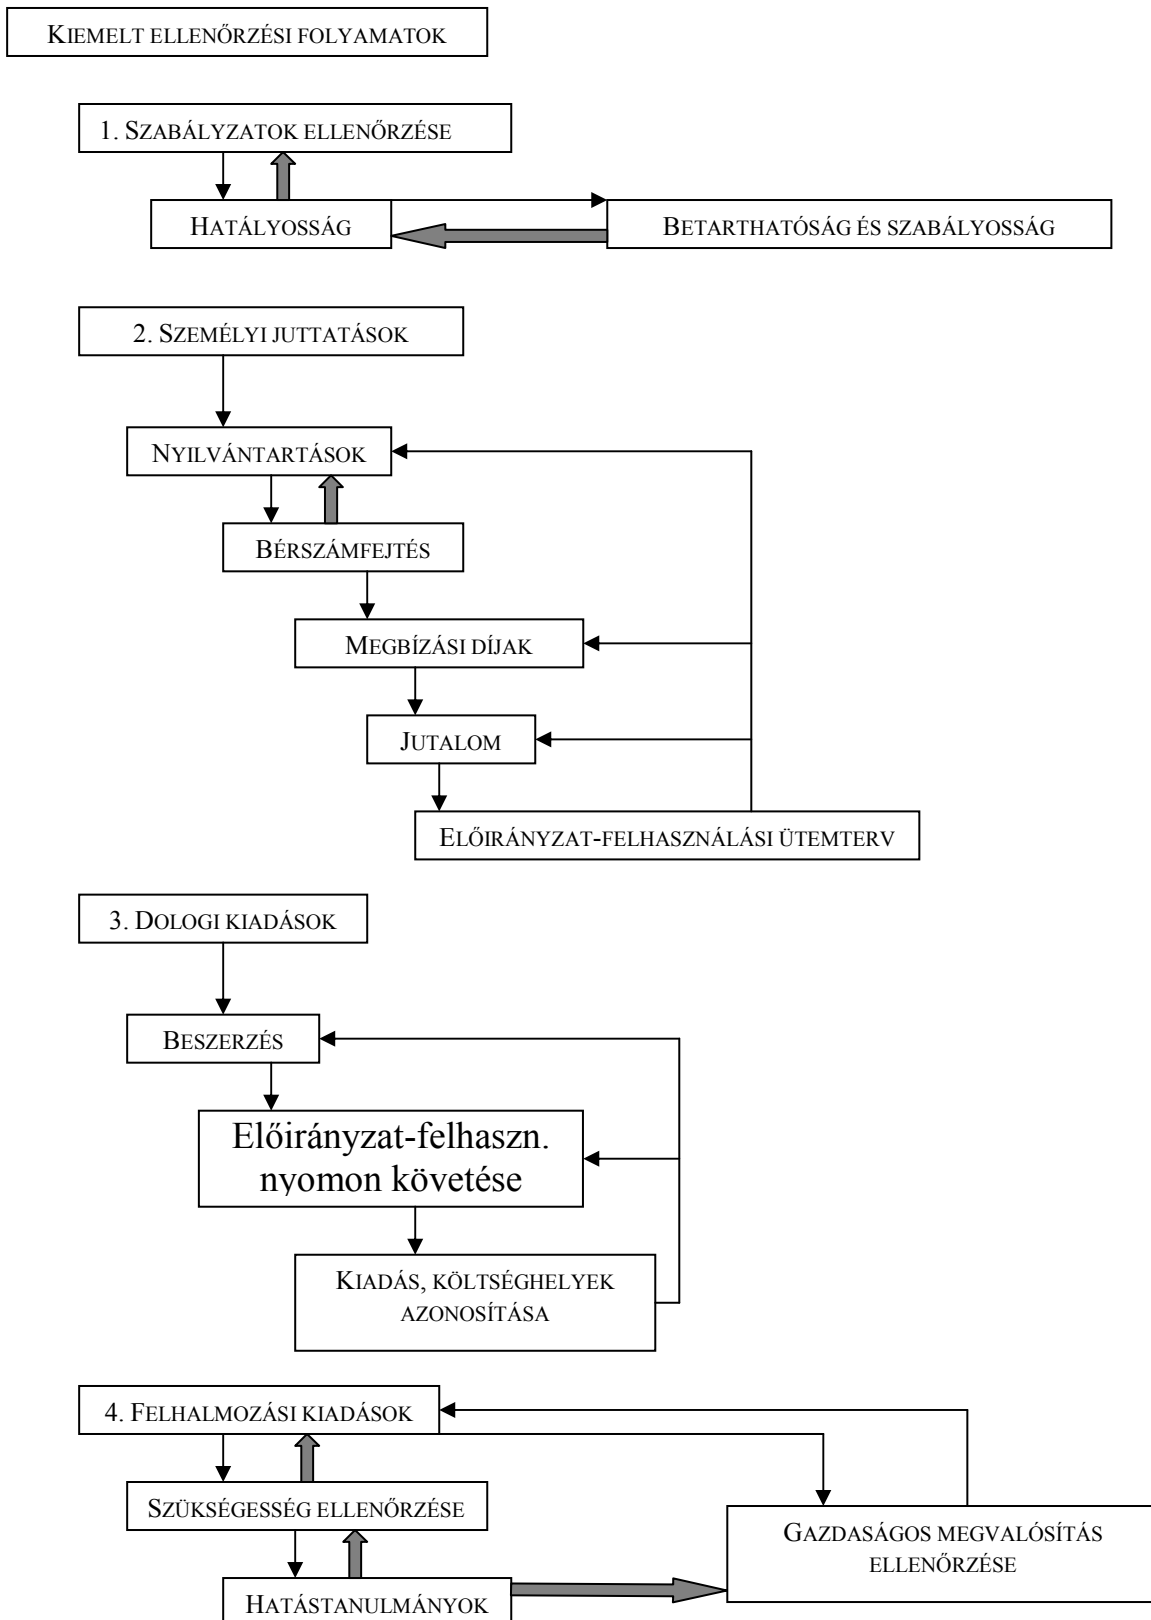 KIEMELT ELLENŐRZÉSI FOLYAMATOK
1. SZABÁLYZATOK ELLENŐRZÉSE
HATÁLYOSSÁG
BETARTHATÓSÁG ÉS SZABÁLYOSSÁG
2. SZEMÉLYI JUTTATÁSOK
NYILVÁNTARTÁSOK
BÉRSZÁMFEJTÉS
MEGBÍZÁSI DÍJAK
JUTALOM
ELŐIRÁNYZAT-FELHASZNÁLÁSI ÜTEMTERV
3. DOLOGI KIADÁSOK
BESZERZÉS
Előirányzat-felhaszn.
nyomon követése
KIADÁS, KÖLTSÉGHELYEK
AZONOSÍTÁSA
4. FELHALMOZÁSI KIADÁSOK
SZÜKSÉGESSÉG ELLENŐRZÉSE
GAZDASÁGOS MEGVALÓSÍTÁS
ELLENŐRZÉSE
HATÁSTANULMÁNYOK